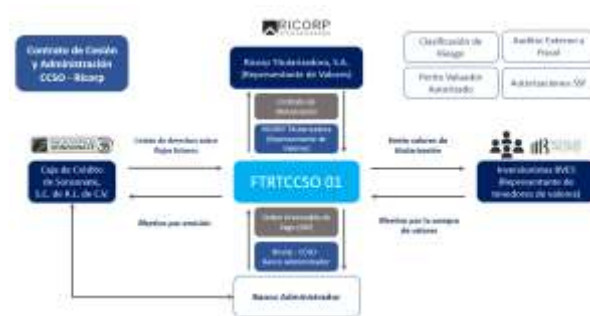 RICORP
Contrato de Cesión
y Administración
CCSO - Ricorp
Ricorp Titularizadora, S.A.
(Representante de
Valores)
Clasificación de
Riesgo
Auditor Externo y
Fiscal
Perito Valuador
Autorizado
Autorizaciones SSF
Contrato de
Titularización
RICORP Titularizadora
(Representante de
Valores)
Cesión de derechos sobre
flujos futuros
Emite valores de
titularización
Caja de Crédito
de Sonsonate,
S.C. de R.L. de C.V.
FTRTCCSO 01
Inversionistas BVES
(Representante de
tenedores de valores)
Montos por emisión
Montos por la compra
de valores
Orden Irrevocable de
Pago
Ricorp - CCSO
Banco Administrador
Banco Administrador